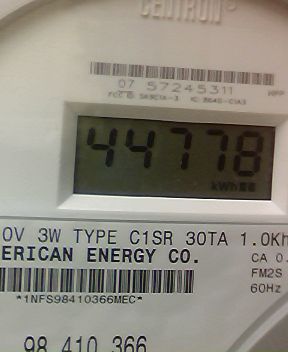 CENTRON
07 57245311
44778
kWh
0V 3W TYPE C1SR 30TA 1.0Kh
ERICAN ENERGY CO.
CA 0.
FM2S
60Hz
*1NFS98410366MEC*
98 410 366